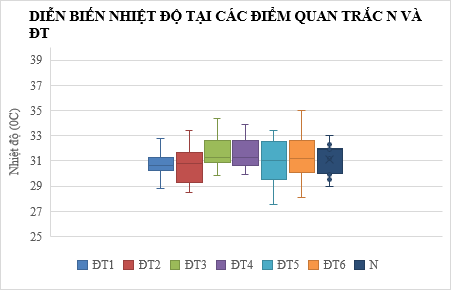 DIỄN BIẾN NHIỆT ĐỘ TẠI CÁC ĐIỂM QUAN TRẮC N VÀ
ĐT
Nhiệt độ (0C)
39
37
35
33
31
29
27
25
ĐT1 ĐT2 ĐT3 ĐT4 ĐT5 ĐT6 N